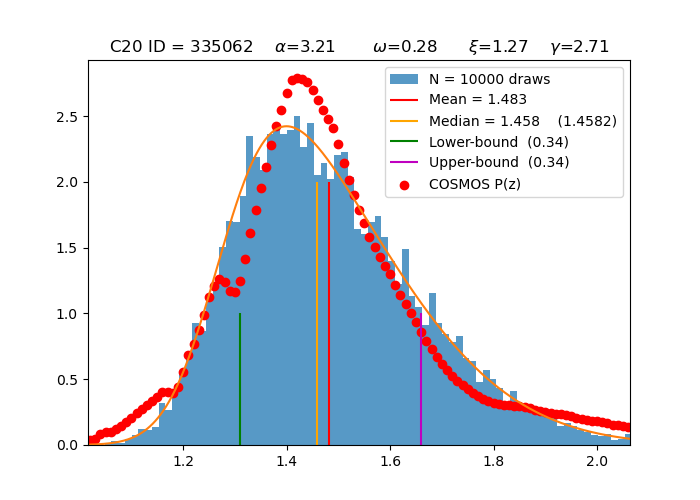 C20 ID = 335062 α=3.21 ω=0.28 ξ=1.27 γ=2.71
N = 10000 draws
Mean = 1.483
Median = 1.458 (1.4582)
Lower-bound (0.34)
Upper-bound (0.34)
COSMOS P(z)
2.5
2.0
1.5
1.0
0.5
0.0
1.2 1.4 1.6 1.8 2.0